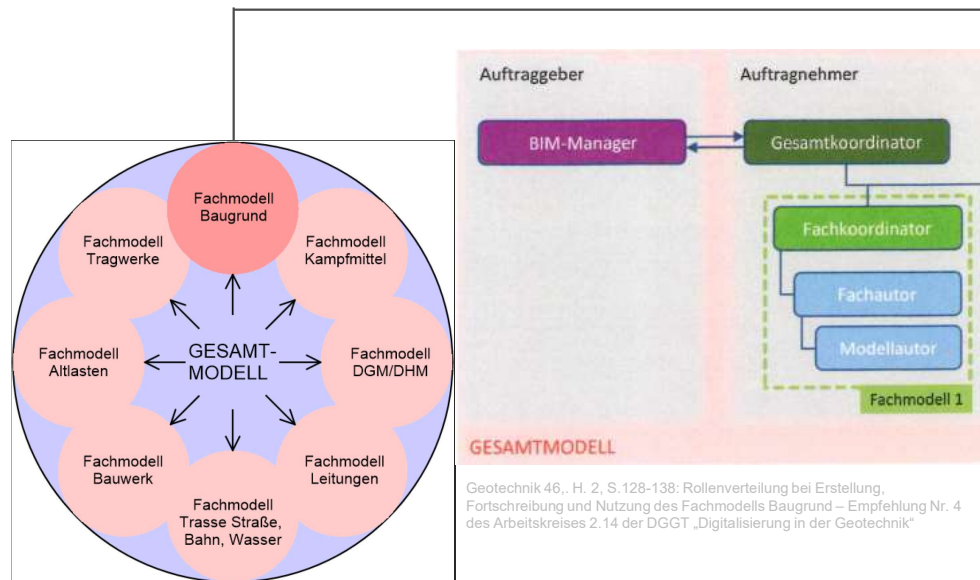 Fachmodell
Baugrund
Fachmodell
Kampfmittel
Fachmodell
DGM/DHM
Fachmodell
Leitungen
Fachmodell
Trasse Straße,
Bahn, Wasser
Fachmodell
Bauwerk
Fachmodell
Altlasten
Fachmodell
Tragwerke
GESAMT-
MODELL
Auftraggeber
BIM-Manager
Auftragnehmer
Gesamtkoordinator
Fachkoordinator
Fachautor
Modellautor
Fachmodell 1
GESAMTMODELL
Geotechnik 46,. H. 2, S.128-138: Rollenverteilung bei Erstellung,
Fortschreibung und Nutzung des Fachmodells Baugrund – Empfehlung Nr. 4
des Arbeitskreises 2.14 der DGGT „Digitalisierung in der Geotechnik“